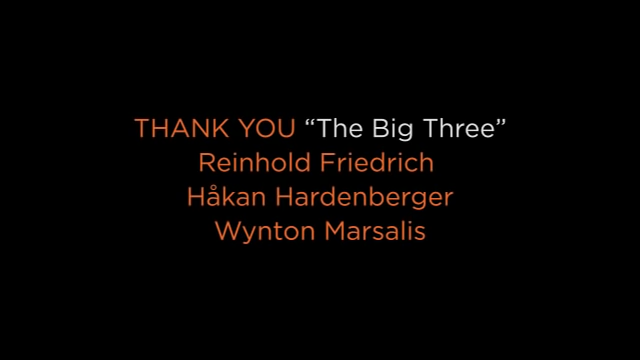 THANK YOU “The Big Three”
Reinhold Friedrich
Håkan Hardenberger
Wynton Marsalis